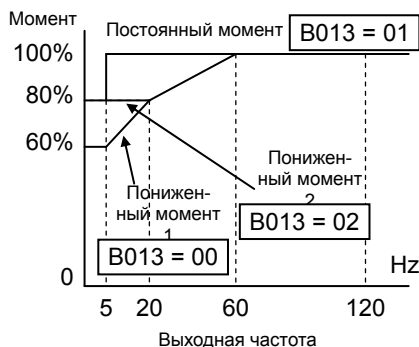 Момент
Постоянный момент
B013 = 01
100%
80%
60%
Понижен-
ный момент
1
B013 = 00
Понижен-
ный момент
2
B013 = 02
0
Hz
5 20 60 120
Выходная частота